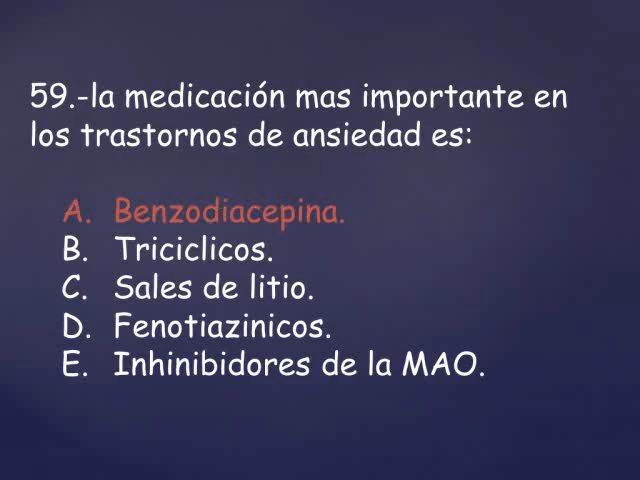 59.-la medicación mas importante en
los trastornos de ansiedad es:
A. Benzodiacepina.
B. Triciclicos.
C. Sales de litio.
D. Fenotiazinicos.
E. Inhinibidores de la MAO.